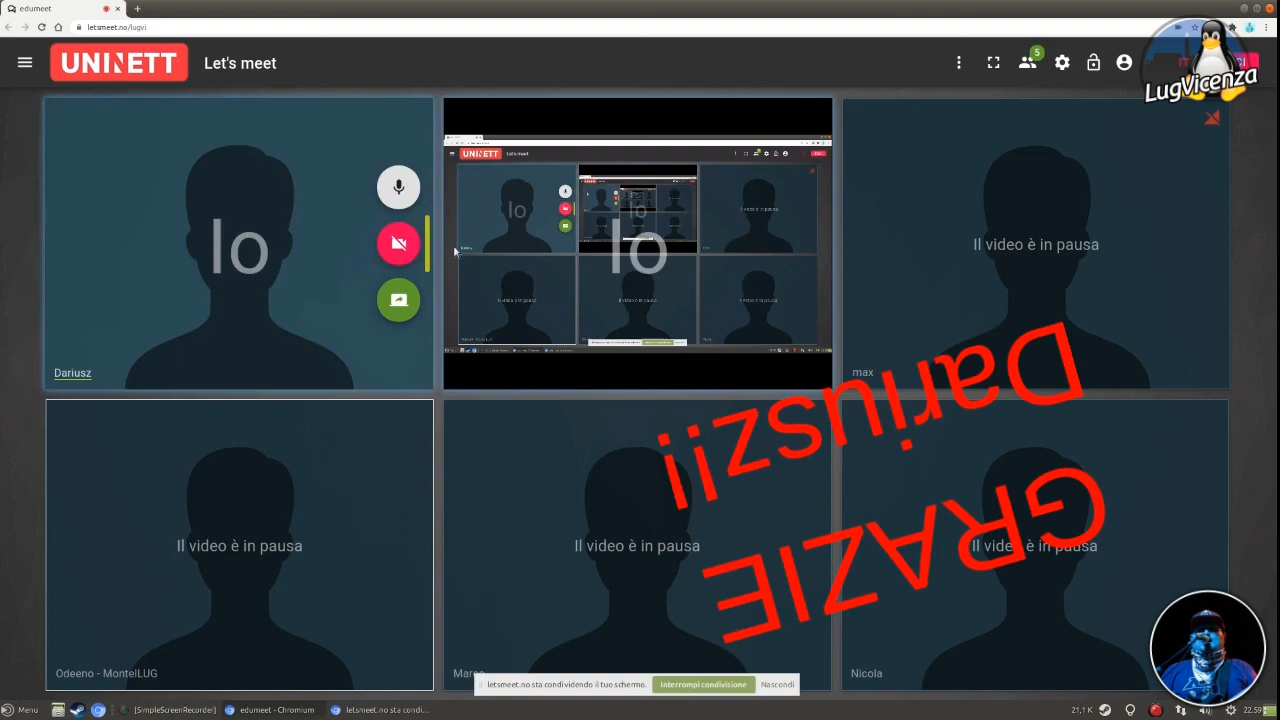 edumeet
letsmeet.no/lugvi
UNINETT
Let's meet
5
LugVicenza
Io
Dariusz
Io
Il video è in pausa
max
GRAZIE
Dariusz!!
Il video è in pausa
Odeeno - MontelLUG
Il video è in pausa
Marco
Il video è in pausa
Nicola
letsmeet.no sta condividendo il tuo schermo.
Interrompi condivisione
Nascondi
Menu
[SimpleScreenRecorder]
edumeet - Chromium
letsmeet.no sta condi...
21,1 K
22.59